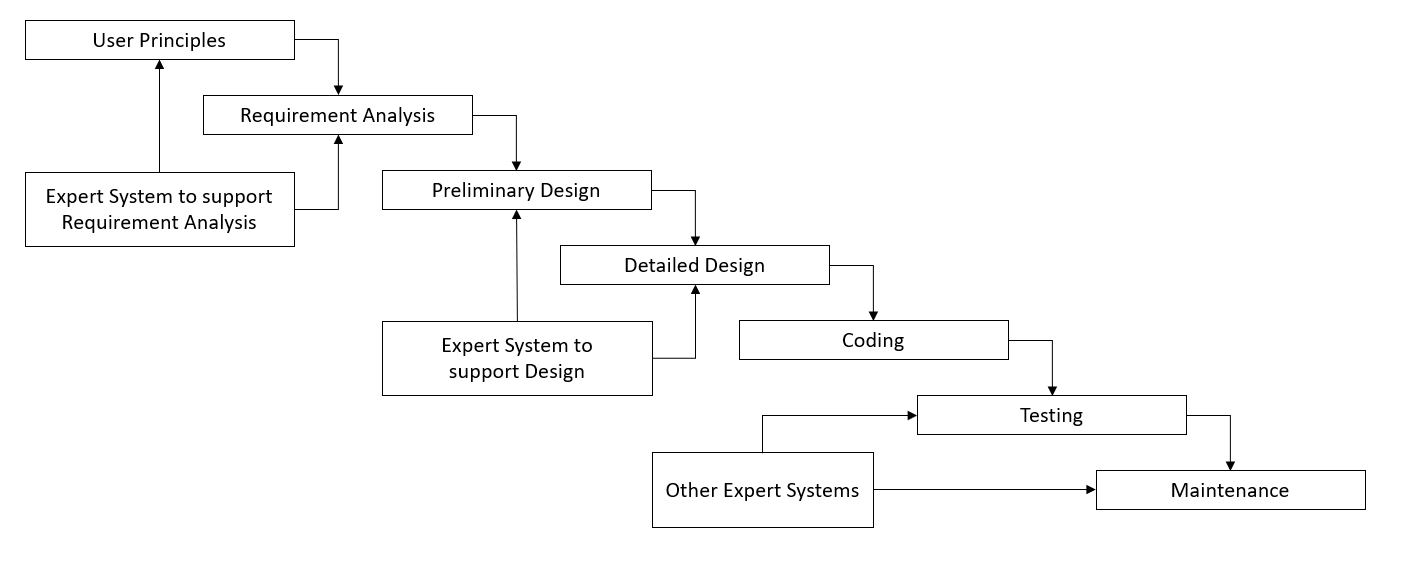 User Principles
Requirement Analysis
Expert System to support
Requirement Analysis
Preliminary Design
Detailed Design
Expert System to
support Design
Coding
Testing
Other Expert Systems
Maintenance